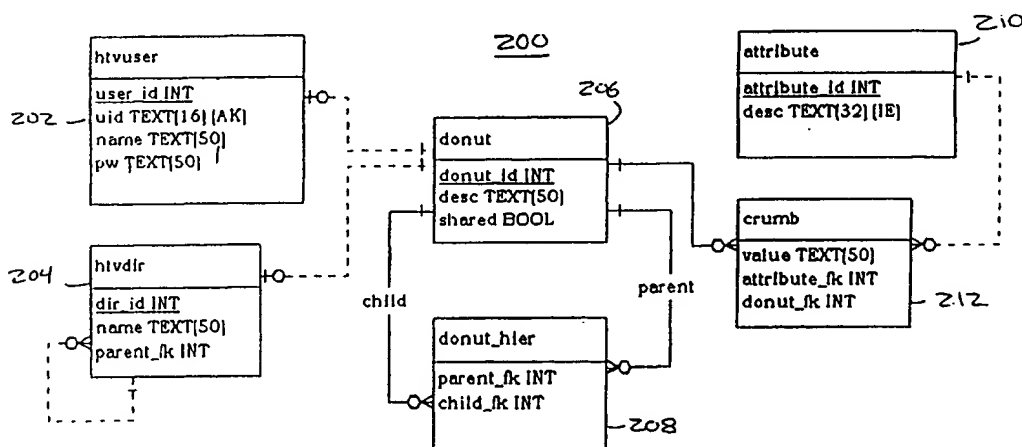 200
htvuser
user_id INT
uid TEXT[16] [AK]
name TEXT[50]
pw TEXT[50]
202
htvdir
dir_id INT
name TEXT[50]
parent_fk INT
204
donut
donut_id INT
desc TEXT[50]
shared BOOL
206
child
parent
donut_hier
parent_fk INT
child_fk INT
208
attribute
attribute_id INT
desc TEXT[32] [IE]
210
crumb
value TEXT[50]
attribute_fk INT
donut_fk INT
212